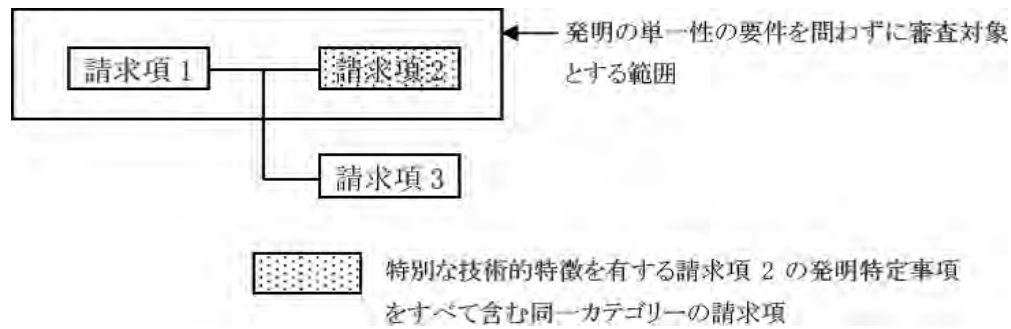 発明の単一性の要件を問わずに審査対象
とする範囲
請求項 1
請求項 2
請求項 3
特別な技術的特徴を有する請求項 2 の発明特定事項
をすべて含む同一カテゴリーの請求項